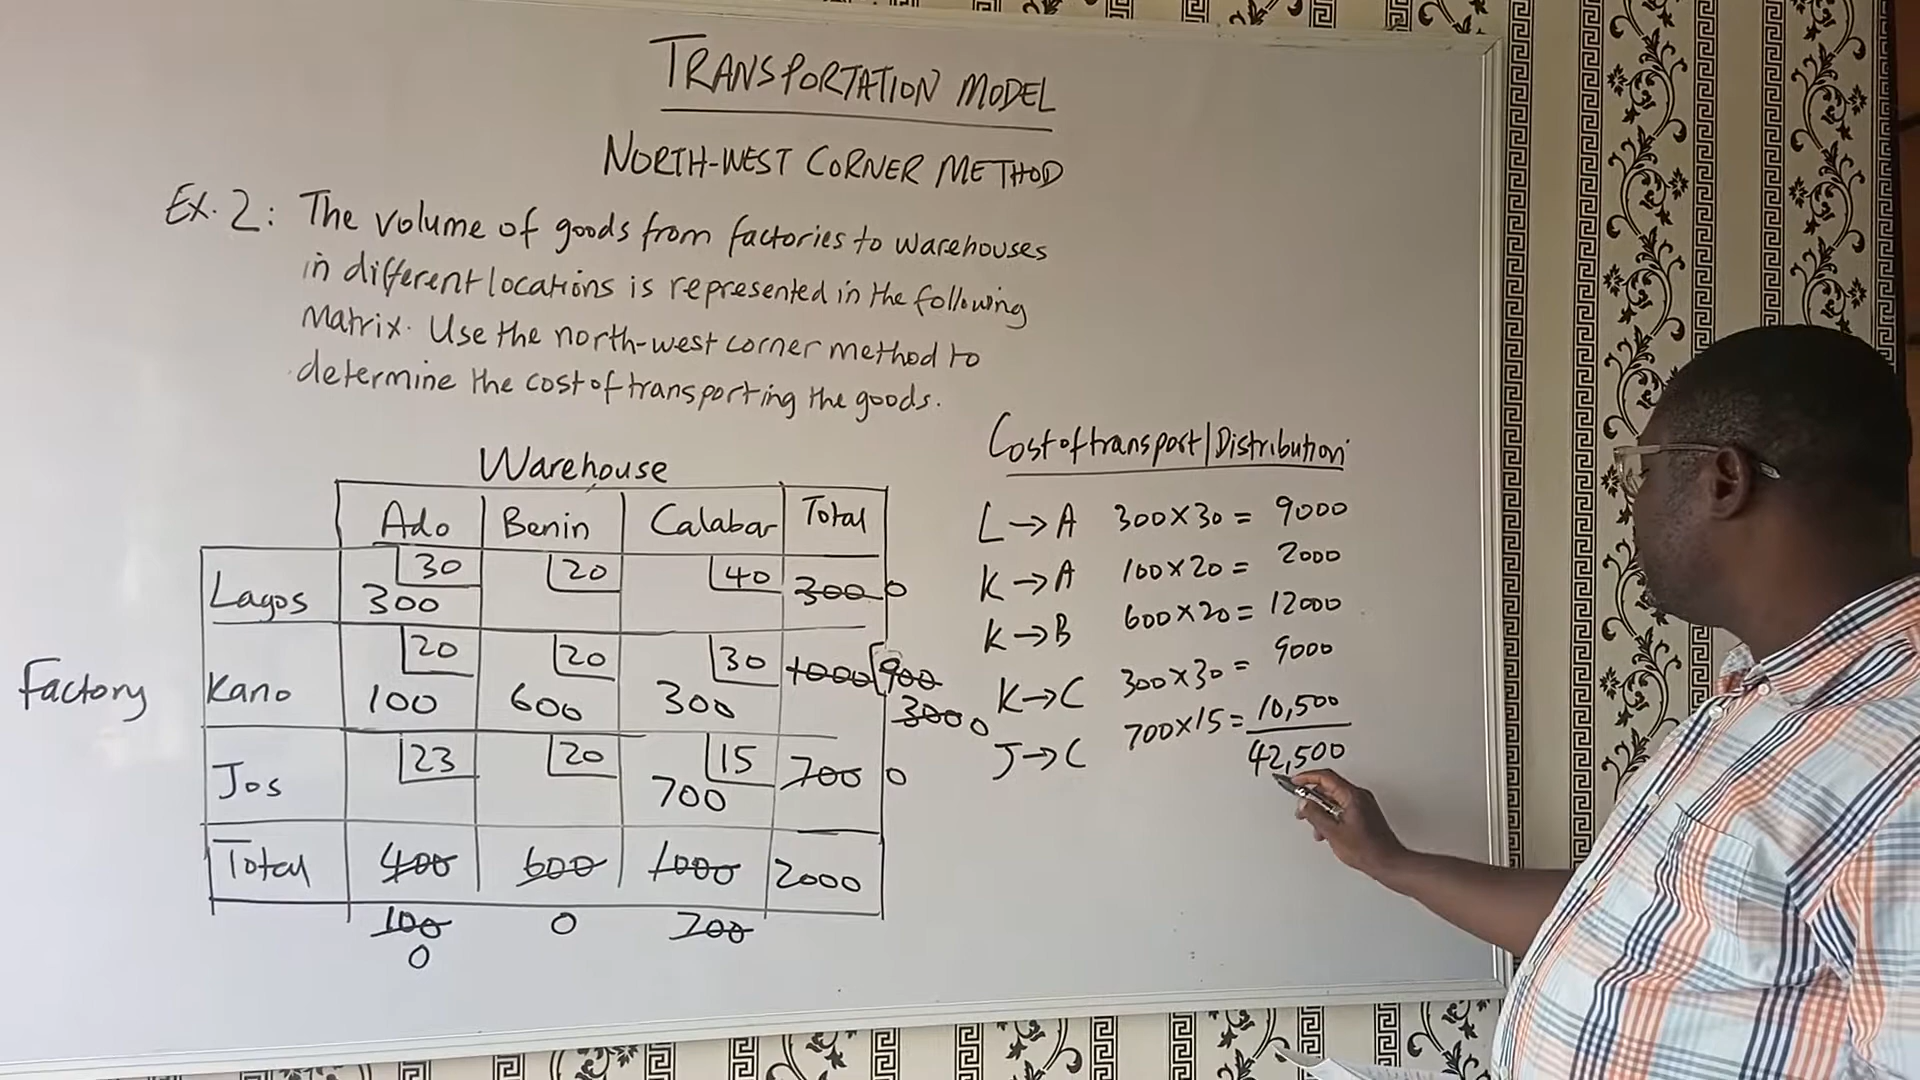 TRANSPORTATION MODEL
NORTH-WEST CORNER METHOD
Ex. 2: The volume of goods from factories to warehouses
in different locations is represented in the following
matrix. Use the north-west corner method to
determine the cost of transporting the goods.
Warehouse
Ado Benin Calabar Total
30 20 40
Lagos 300 300 0
20 20 30
Factory Kano 100 600 300 1000 900
300 0
23 20 15
Jos 700 700 0
Total 400 600 1000 2000
100 0 700
0
Cost of transport/Distribution
L → A 300 x 30 = 9000
K → A 100 x 20 = 2000
K → B 600 x 20 = 12000
K → C 300 x 30 = 9000
J → C 700 x 15 = 10,500
42,500